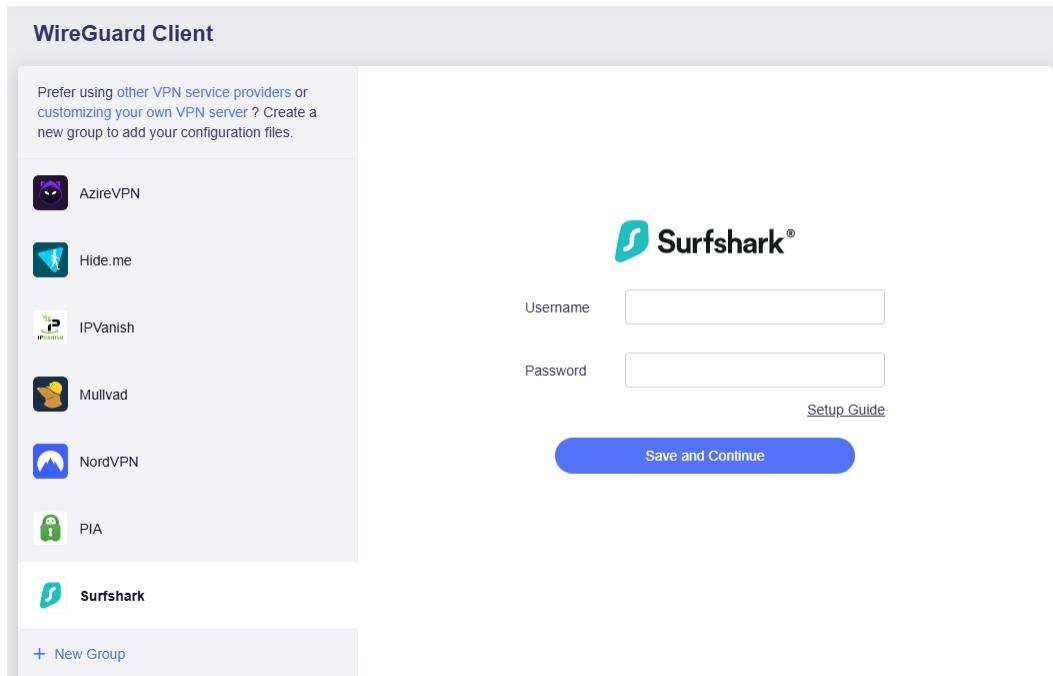 WireGuard Client
Prefer using other VPN service providers or
customizing your own VPN server ? Create a
new group to add your configuration files.
AzireVPN
Hide.me
IP
IPVANISH
IPVanish
Mullvad
NordVPN
PIA
Surfshark
+ New Group
Surfshark®
Username
Password
Setup Guide
Save and Continue